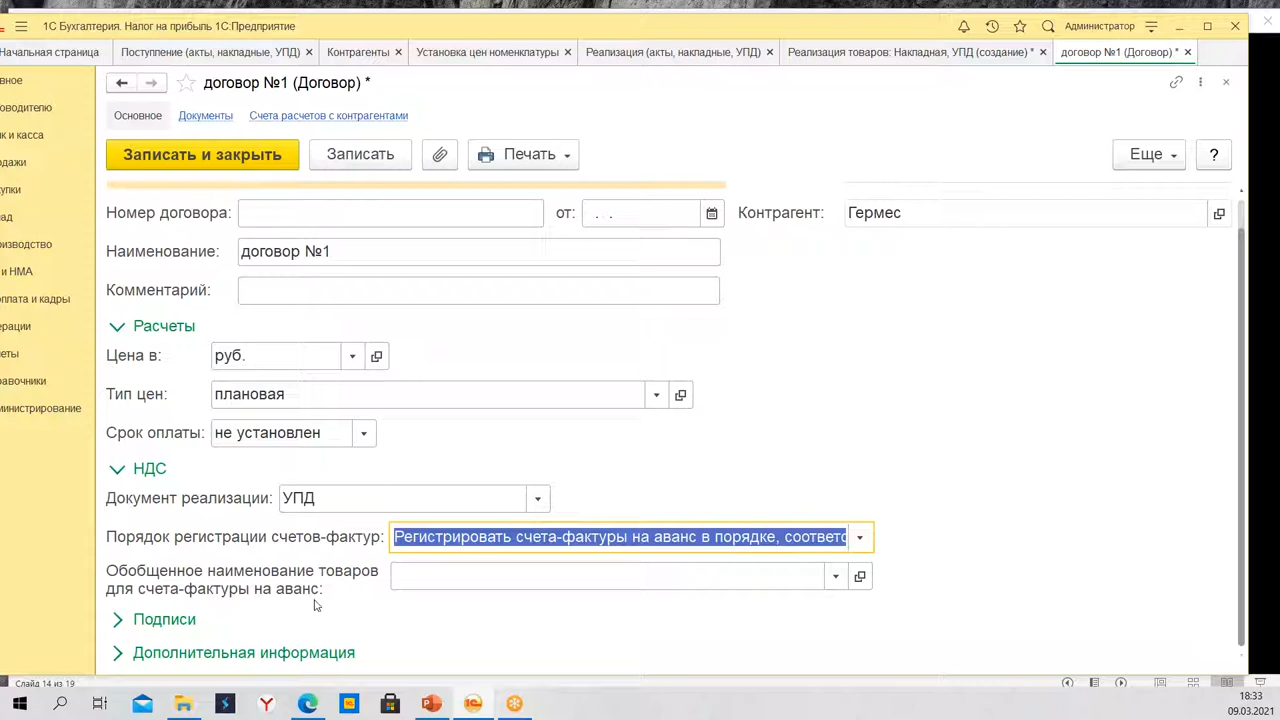 1С Бухгалтерия. Налог на прибыль 1С:Предприятие
Администратор
Начальная страница
Поступление (акты, накладные, УПД)
Контрагенты
Установка цен номенклатуры
Реализация (акты, накладные, УПД)
Реализация товаров: Накладная, УПД (создание) *
договор №1 (Договор) *
вное
оводителю
к и касса
одажи
упки
ад
оизводство
и НМА
оплата и кадры
ерации
еты
авочники
министрирование
договор №1 (Договор) *
Основное
Документы
Счета расчетов с контрагентами
Записать и закрыть
Записать
Печать
Еще
?
Номер договора:
от:
. .
Контрагент:
Гермес
Наименование:
договор №1
Комментарий:
Расчеты
Цена в:
руб.
Тип цен:
плановая
Срок оплаты:
не установлен
НДС
Документ реализации:
УПД
Порядок регистрации счетов-фактур:
Регистрировать счета-фактуры на аванс в порядке, соответс
Обобщенное наименование товаров
для счета-фактуры на аванс:
Подписи
Дополнительная информация
Слайд 14 из 19
18:33
09.03.2021